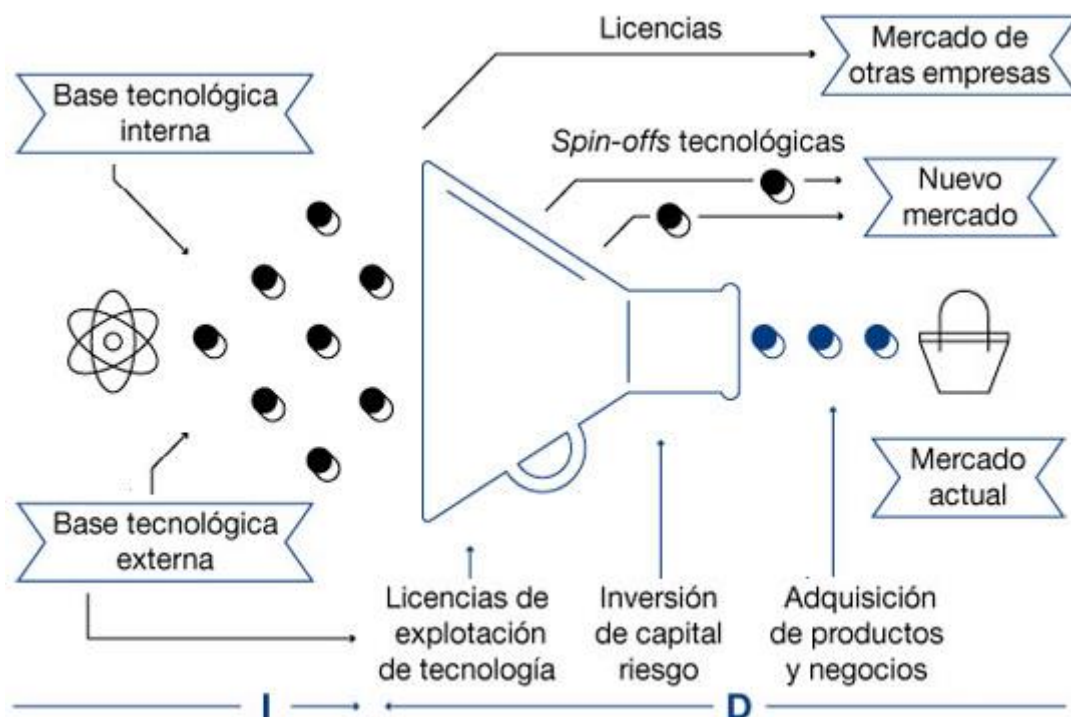 Licencias
Mercado de
otras empresas
Base tecnológica
interna
Spin-offs tecnológicas
Nuevo
mercado
Mercado
actual
Base tecnológica
externa
Licencias de
explotación
de tecnología
Inversión
de capital
riesgo
Adquisición
de productos
y negocios
I
D